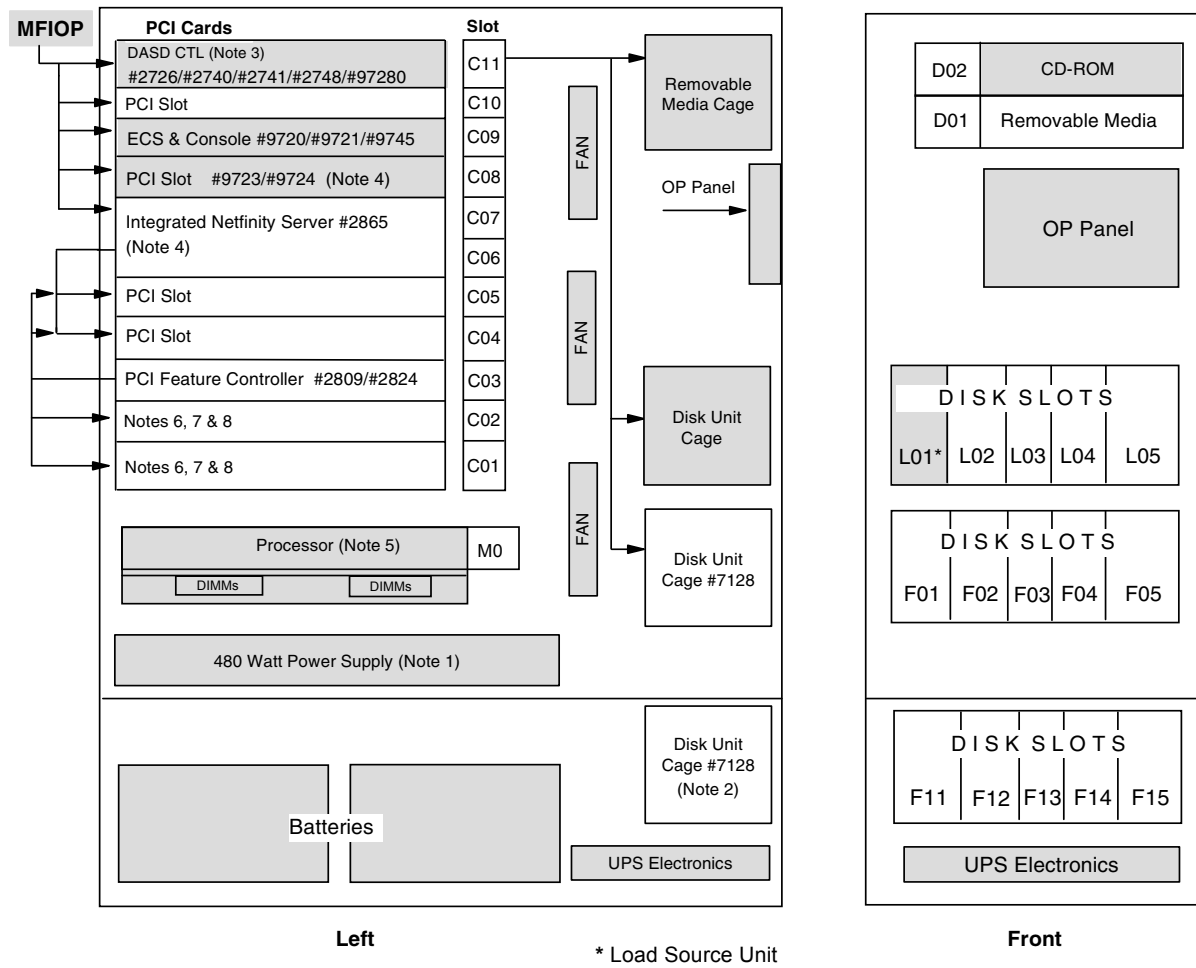 MFIOP
PCI Cards
Slot
DASD CTL (Note 3)
#2726/#2740/#2741/#2748/#97280
C11
PCI Slot
C10
ECS & Console #9720/#9721/#9745
C09
PCI Slot #9723/#9724 (Note 4)
C08
Integrated Netfinity Server #2865
(Note 4)
C07
C06
PCI Slot
C05
PCI Slot
C04
PCI Feature Controller #2809/#2824
C03
Notes 6, 7 & 8
C02
Notes 6, 7 & 8
C01
Processor (Note 5)
M0
DIMMs
DIMMs
480 Watt Power Supply (Note 1)
Batteries
FAN
FAN
FAN
Removable
Media Cage
OP Panel
Disk Unit
Cage
Disk Unit
Cage #7128
Disk Unit
Cage #7128
(Note 2)
UPS Electronics
Left
* Load Source Unit
D02
CD-ROM
D01
Removable Media
OP Panel
DISK SLOTS
L01*
L02
L03
L04
L05
DISK SLOTS
F01
F02
F03
F04
F05
DISK SLOTS
F11
F12
F13
F14
F15
UPS Electronics
Front